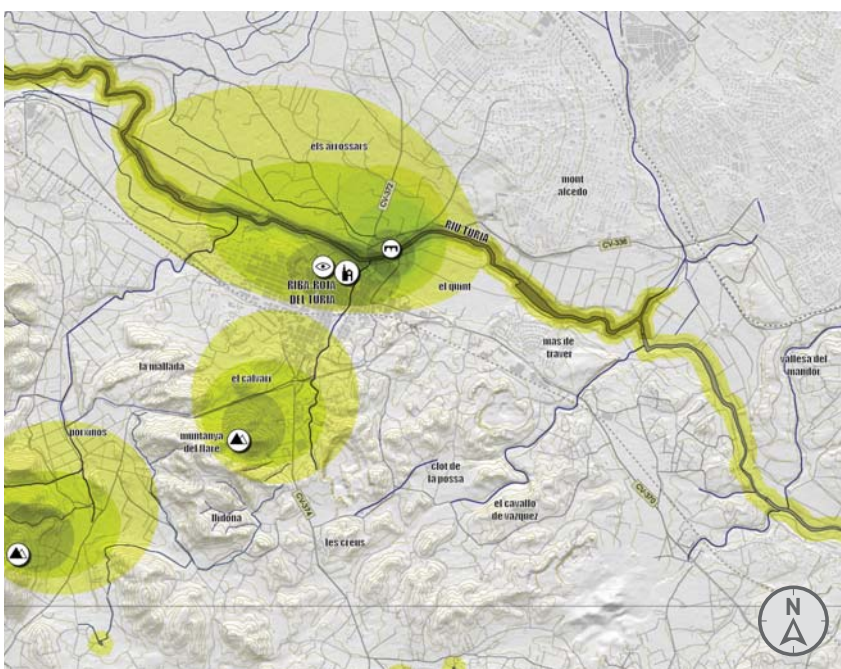 els arrossars
CV-372
mont
alcedo
RIU TURIA
CV-336
RIBA-ROJA
DEL TURIA
el quint
mas de
traver
vallesa del
mandor
la mallada
el calvari
porxinos
muntanya
del flare
clot de
la possa
llidona
CV-374
les creus
el cavallo
de vazquez
CV-370
N